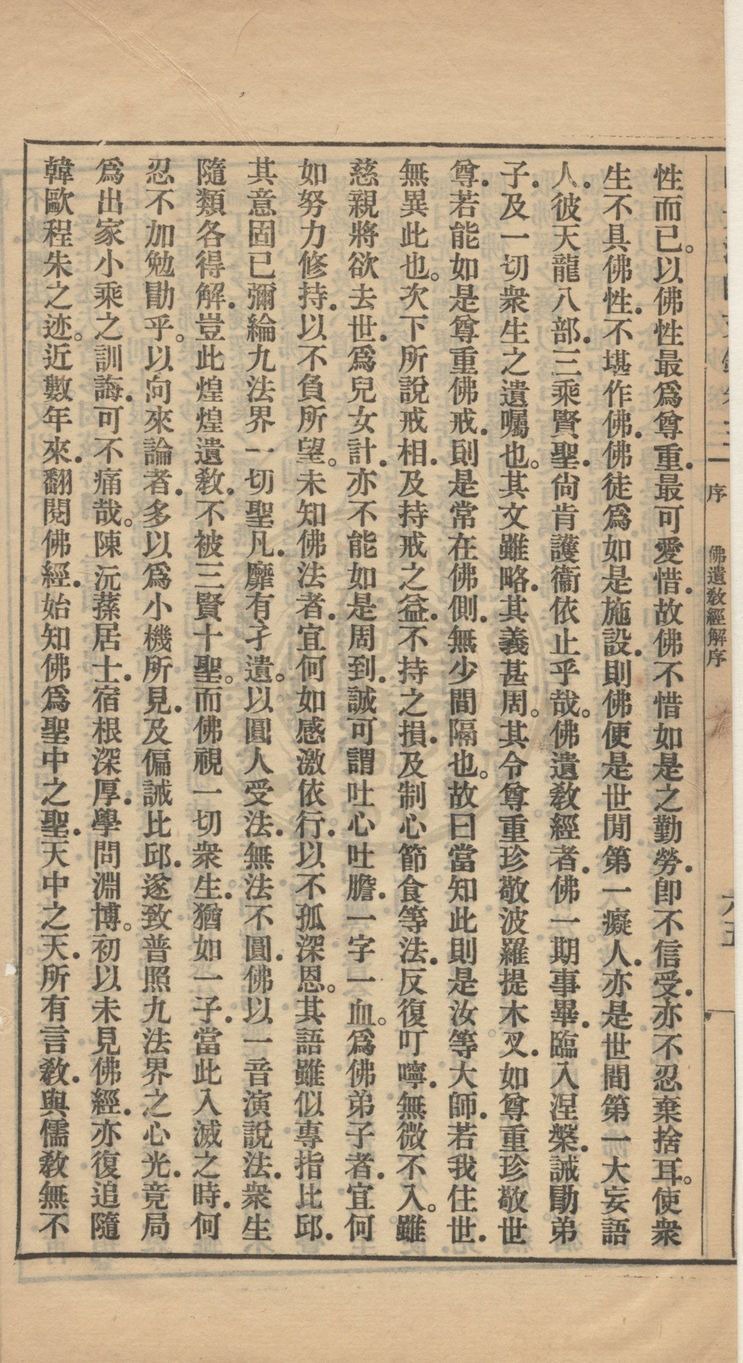 序
佛遺敎經解序
性而已。以佛性最爲尊重。最可愛惜。故佛不惜如是之勤勞。卽不信受。亦不忍棄捨耳。使衆
生不具佛性。不堪作佛。佛徒爲如是施設。則佛便是世閒第一癡人。亦是世間第一大妄語
人。彼天龍八部。三乘賢聖。尙肯護衞依止乎哉。佛遺敎經者。佛一期事畢。臨入涅槃。誡勖弟
子。及一切衆生之遺囑也。其文雖略。其義甚周。其令尊重珍敬波羅提木叉。如尊重珍敬世
尊。若能如是尊重佛戒。則是常在佛側。無少間隔也。故曰當知此則是汝等大師。若我住世。
無異此也。次下所說戒相。及持戒之益。不持之損。及制心節食等法。反復叮嚀。無微不入。雖
慈親將欲去世。爲兒女計。亦不能如是周到。誠可謂吐心吐膽。一字一血。爲佛弟子者。宜何
如努力修持。以不負所望。未知佛法者。宜何如感激依行。以不孤深恩。其語雖似專指比邱。
其意固已彌綸九法界一切聖凡。靡有孑遺。以圓人受法。無法不圓。佛以一音演說法。衆生
隨類各得解。豈此煌煌遺敎。不被三賢十聖。而佛視一切衆生。猶如一子。當此入滅之時。何
忍不加勉勖乎。以向來論者。多以爲小機所見。及偏誡比邱。遂致普照九法界之心光。竟局
爲出家小乘之訓誨。可不痛哉。陳沅蓀居士。宿根深厚。學問淵博。初以未見佛經。亦復追隨
韓歐程朱之迹。近數年來。翻閱佛經。始知佛爲聖中之聖。天中之天。所有言敎。與儒敎無不